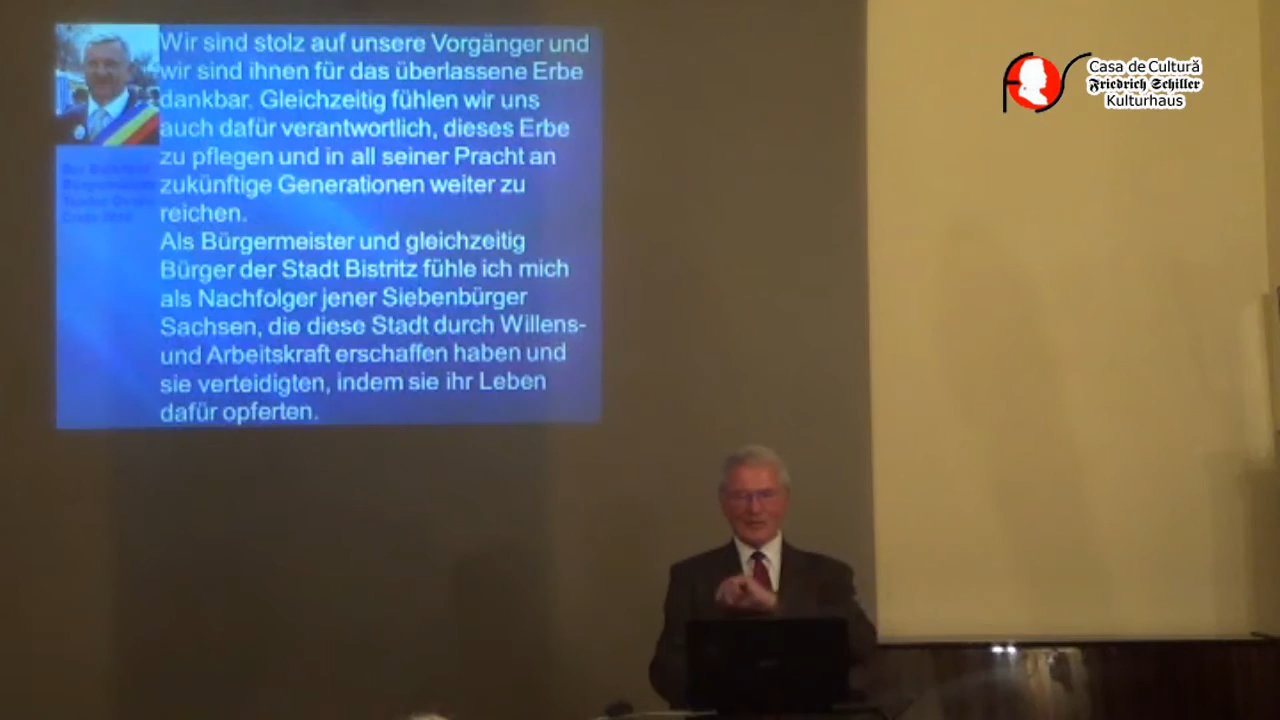 Wir sind stolz auf unsere Vorgänger und
wir sind ihnen für das überlassene Erbe
dankbar. Gleichzeitig fühlen wir uns
auch dafür verantwortlich, dieses Erbe
zu pflegen und in all seiner Pracht an
zukünftige Generationen weiter zu
reichen.
Als Bürgermeister und gleichzeitig
Bürger der Stadt Bistritz fühle ich mich
als Nachfolger jener Siebenbürger
Sachsen, die diese Stadt durch Willens-
und Arbeitskraft erschaffen haben und
sie verteidigten, indem sie ihr Leben
dafür opferten.
Casa de Cultură
Friedrich Schiller
Kulturhaus